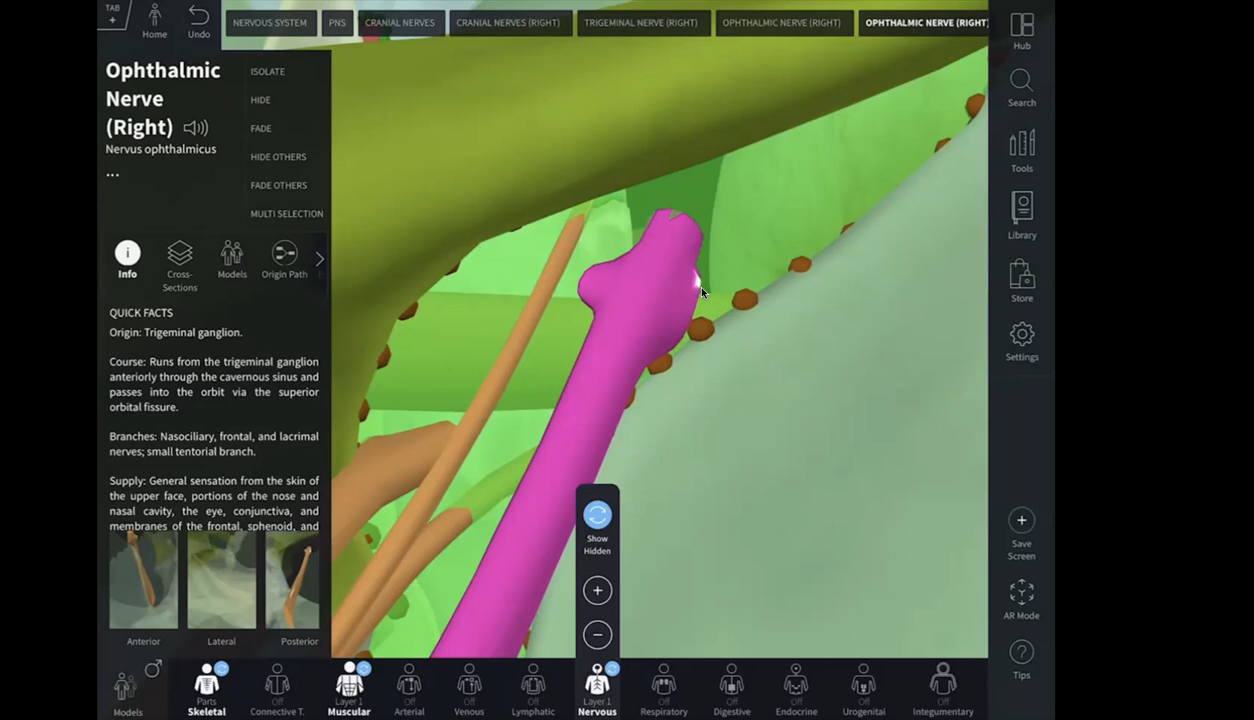 TAB
+
Home
Undo
NERVOUS SYSTEM
PNS
CRANIAL NERVES
CRANIAL NERVES (RIGHT)
TRIGEMINAL NERVE (RIGHT)
OPHTHALMIC NERVE (RIGHT)
OPHTHALMIC NERVE (RIGHT)
Ophthalmic
Nerve
(Right)
Nervus ophthalmicus
...
ISOLATE
HIDE
FADE
HIDE OTHERS
FADE OTHERS
MULTI SELECTION
Info
Cross-
Sections
Models
Origin Path
QUICK FACTS
Origin: Trigeminal ganglion.
Course: Runs from the trigeminal ganglion
anteriorly through the cavernous sinus and
passes into the orbit via the superior
orbital fissure.
Branches: Nasociliary, frontal, and lacrimal
nerves; small tentorial branch.
Supply: General sensation from the skin of
the upper face, portions of the nose and
nasal cavity, the eye, conjunctiva, and
membranes of the frontal, sphenoid, and
Anterior
Lateral
Posterior
Show
Hidden
Hub
Search
Tools
Library
Store
Settings
Save
Screen
AR Mode
Tips
Models
Parts
Skeletal
Off
Connective T.
Layer 1
Muscular
Off
Arterial
Off
Venous
Off
Lymphatic
Layer 1
Nervous
Off
Respiratory
Off
Digestive
Off
Endocrine
Off
Urogenital
Off
Integumentary